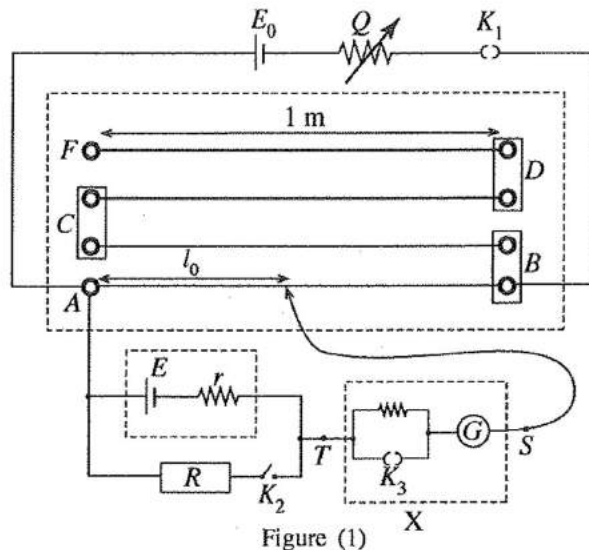 E₀ Q K₁
1 m
F
D
C
l₀
B
A
E r
T G S
R K₂ K₃
X
Figure (1)